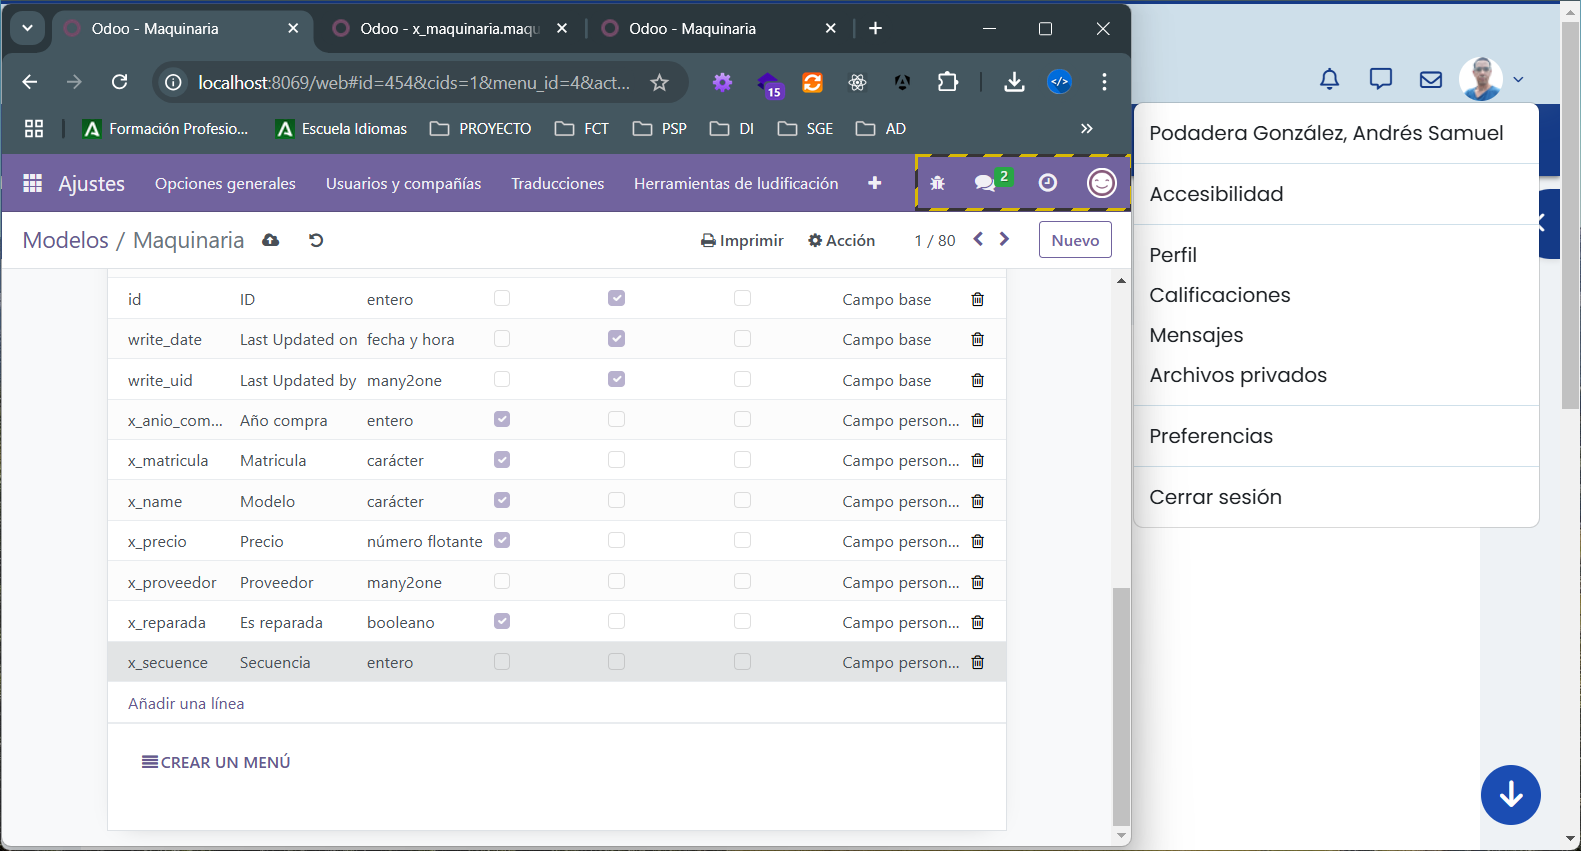 Odoo - Maquinaria
Odoo - x_maquinaria.maqu
Odoo - Maquinaria
localhost:8069/web#id=454&cids=1&menu_id=4&act...
15
Formación Profesio...
Escuela Idiomas
PROYECTO
FCT
PSP
DI
SGE
AD
Ajustes
Opciones generales
Usuarios y compañías
Traducciones
Herramientas de ludificación
2
Modelos / Maquinaria
Imprimir
Acción
1 / 80
Nuevo
id ID entero Campo base
write_date Last Updated on fecha y hora Campo base
write_uid Last Updated by many2one Campo base
x_anio_com... Año compra entero Campo person...
x_matricula Matricula carácter Campo person...
x_name Modelo carácter Campo person...
x_precio Precio número flotante Campo person...
x_proveedor Proveedor many2one Campo person...
x_reparada Es reparada booleano Campo person...
x_secuence Secuencia entero Campo person...
Añadir una línea
CREAR UN MENÚ
Podadera González, Andrés Samuel
Accesibilidad
Perfil
Calificaciones
Mensajes
Archivos privados
Preferencias
Cerrar sesión